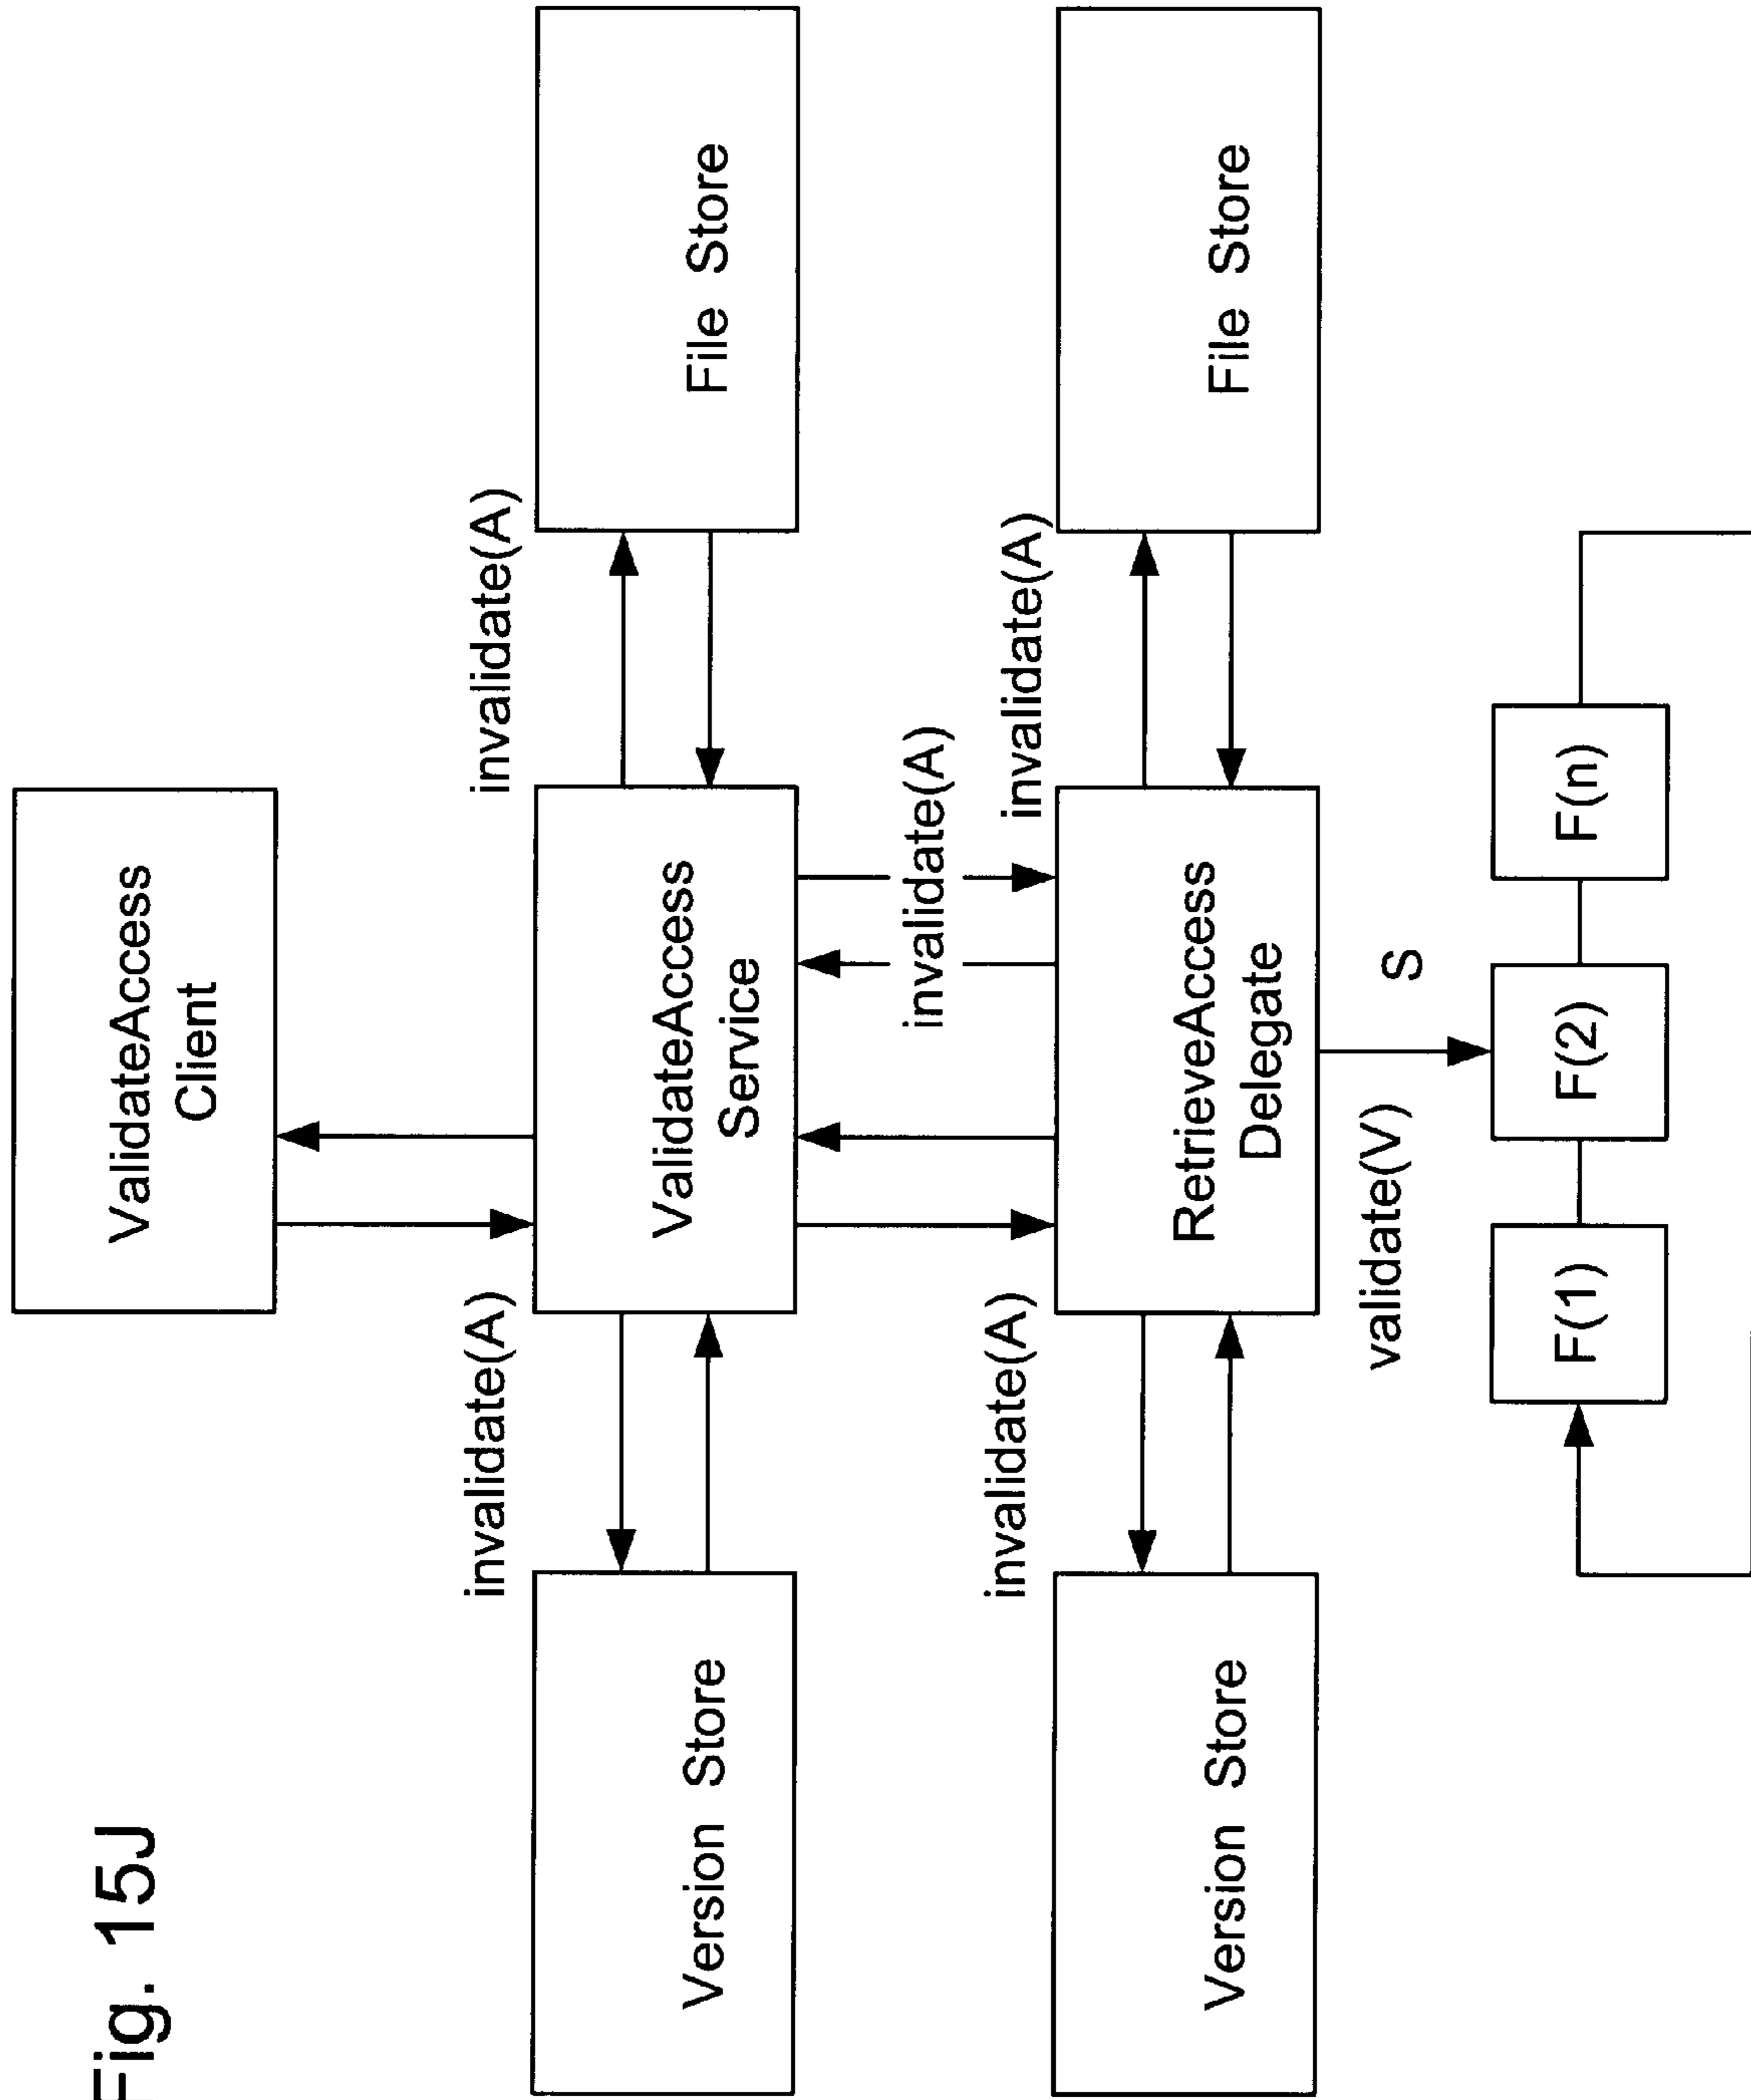 Fig. 15J
ValidateAccess
Client
invalidate(A)
invalidate(A)
Version Store
ValidateAccess
Service
File Store
invalidate(A)
invalidate(A)
invalidate(A)
Version Store
RetrieveAccess
Delegate
File Store
validate(V)
S
F(1)
F(2)
F(n)